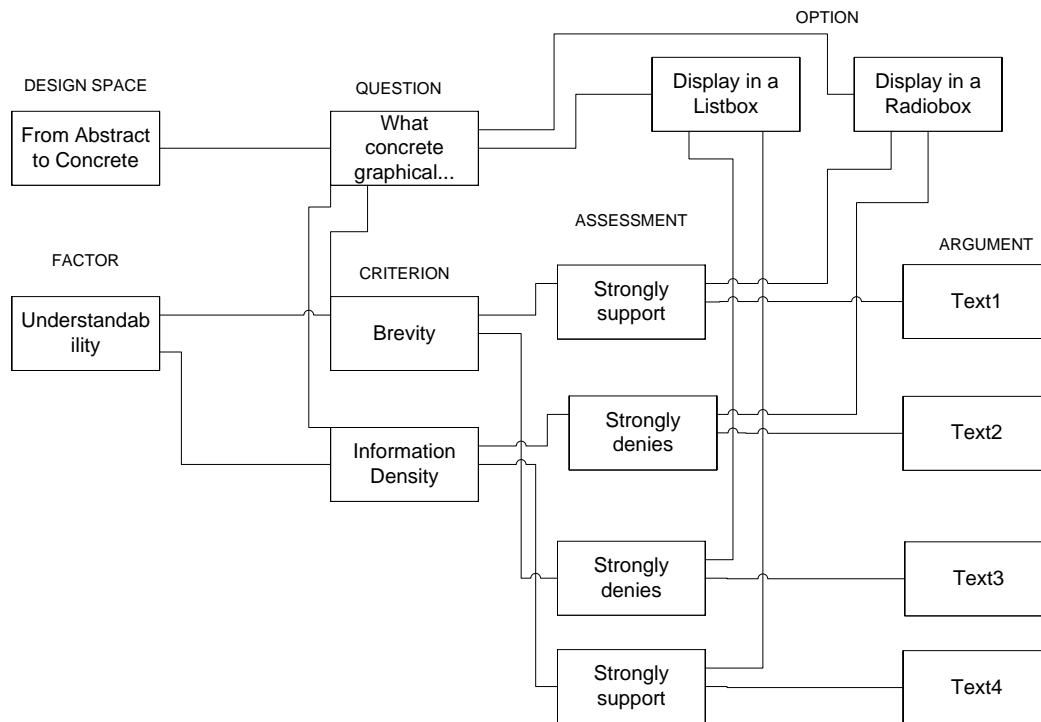 OPTION
DESIGN SPACE
QUESTION
From Abstract
to Concrete
What
concrete
graphical...
Display in a
Listbox
Display in a
Radiobox
FACTOR
CRITERION
ASSESSMENT
ARGUMENT
Understandab
ility
Brevity
Strongly
support
Text1
Information
Density
Strongly
denies
Text2
Strongly
denies
Text3
Strongly
support
Text4